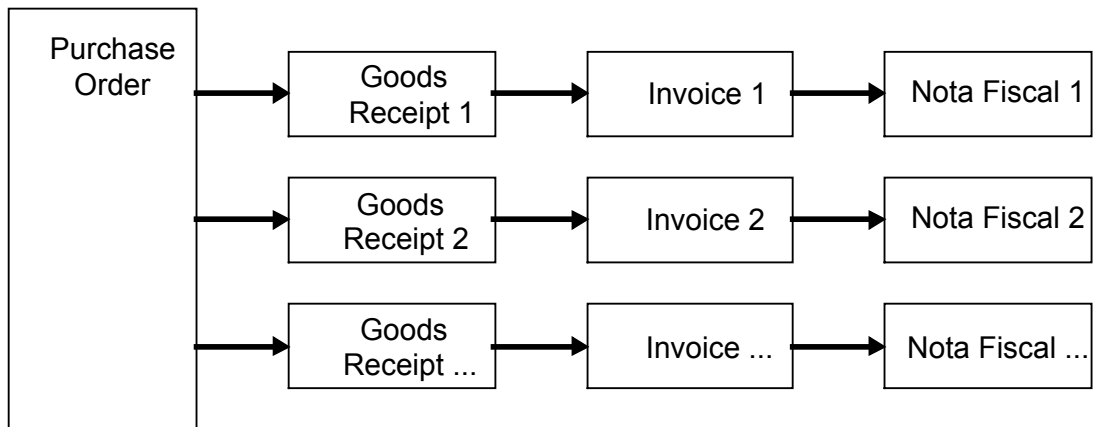 Purchase
Order
Goods
Receipt 1
Invoice 1
Nota Fiscal 1
Goods
Receipt 2
Invoice 2
Nota Fiscal 2
Goods
Receipt ...
Invoice ...
Nota Fiscal ...